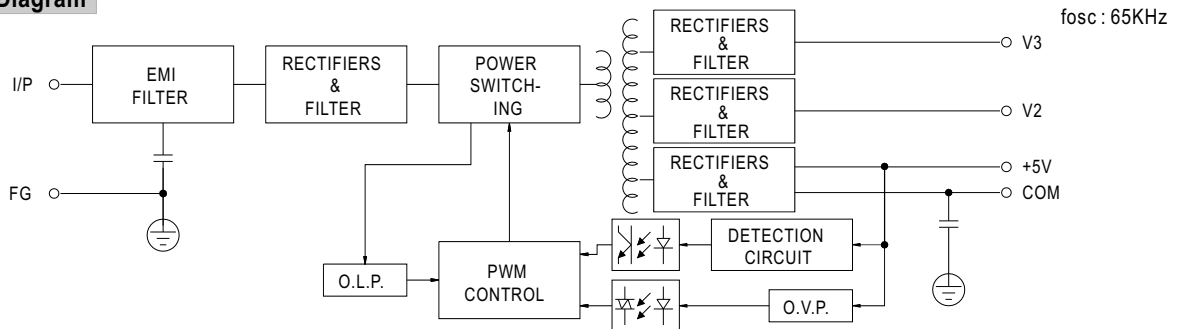 Diagram
fosc : 65KHz
I/P
EMI
FILTER
RECTIFIERS
&
FILTER
POWER
SWITCH-
ING
RECTIFIERS
&
FILTER
V3
RECTIFIERS
&
FILTER
V2
RECTIFIERS
&
FILTER
+5V
COM
FG
O.L.P.
PWM
CONTROL
DETECTION
CIRCUIT
O.V.P.